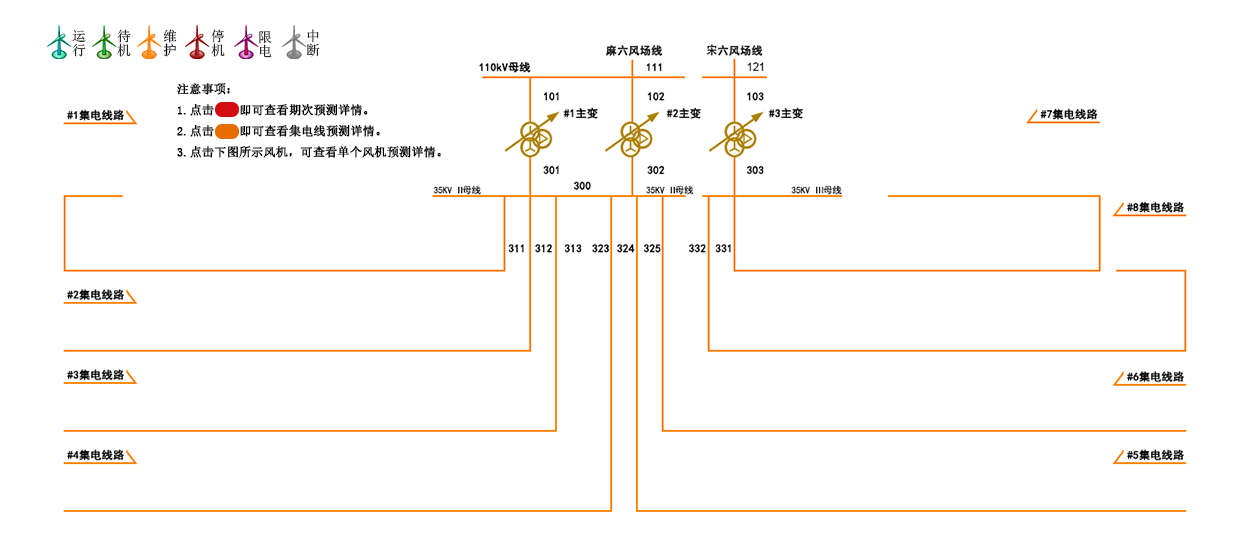 运行 待机 维护 停机 限电 中断
麻六风场线 宋六风场线
110kV母线 111 121
注意事项：
1. 点击 即可查看期次预测详情。
2. 点击 即可查看集电线预测详情。
3. 点击下图所示风机，可查看单个风机预测详情。
101 102 103
#1主变 #2主变 #3主变
#1集电线路 #7集电线路
301 302 303
35KV II母线 300 35KV II母线 35KV III母线
#8集电线路
311 312 313 323 324 325 332 331
#2集电线路
#3集电线路 #6集电线路
#4集电线路 #5集电线路